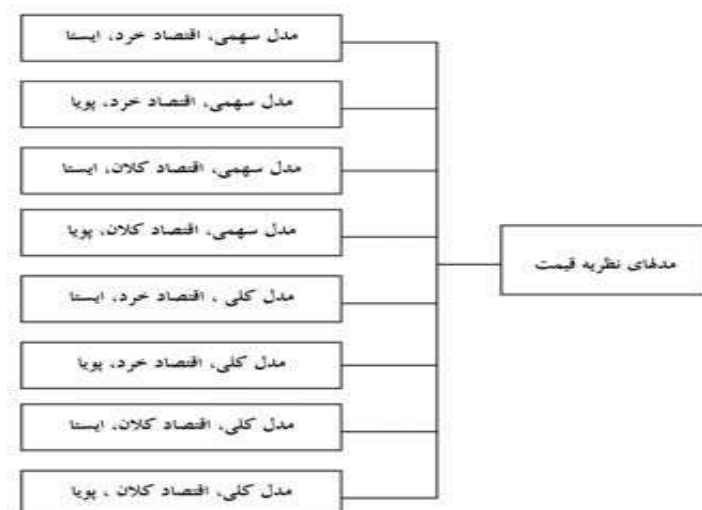 مدلهای نظریه قیمت
مدل سهمی، اقتصاد خرد، ایستا
مدل سهمی، اقتصاد خرد، پویا
مدل سهمی، اقتصاد کلان، ایستا
مدل سهمی، اقتصاد کلان، پویا
مدل کلی ، اقتصاد خرد، ایستا
مدل کلی، اقتصاد خرد، پویا
مدل کلی، اقتصاد کلان، ایستا
مدل کلی، اقتصاد کلان ، پویا